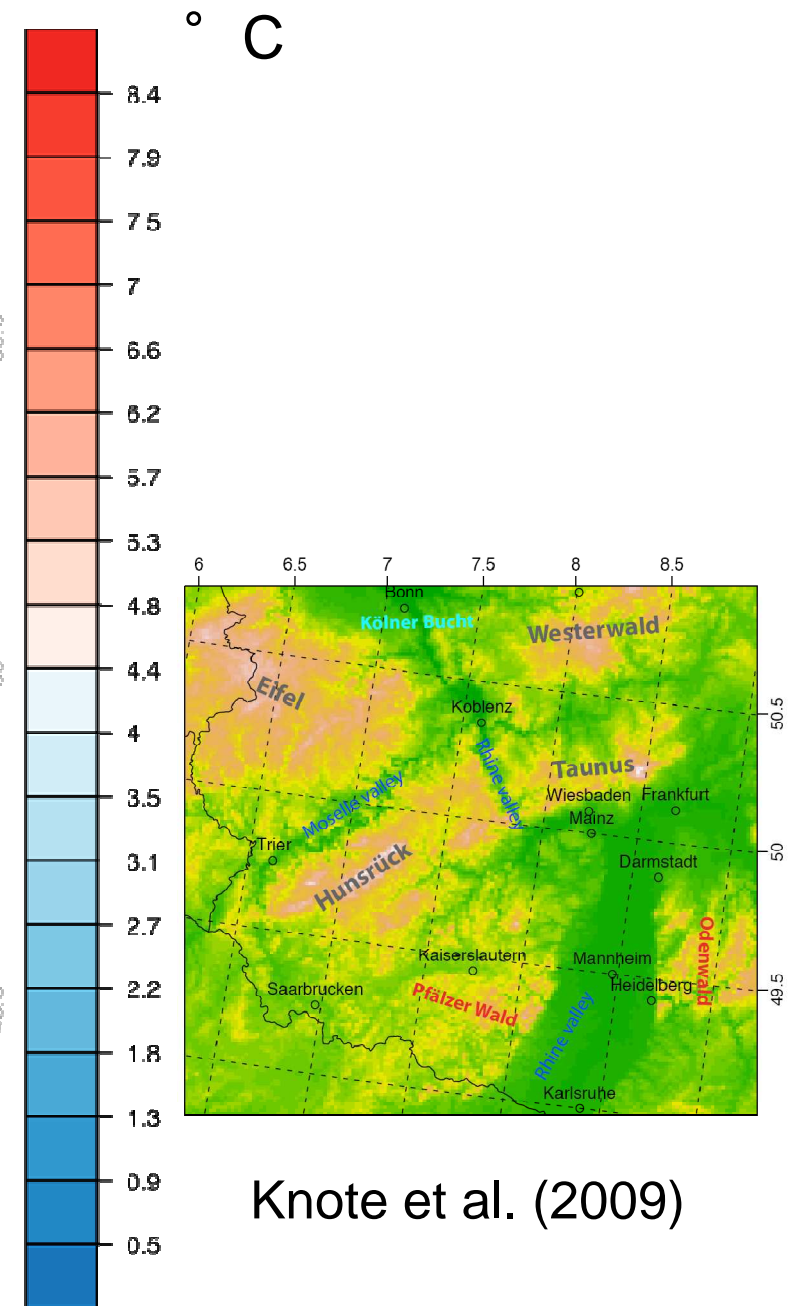 ° C
8.4
7.9
7.5
7
6.6
6.2
5.7
5.3
4.8
4.4
4
3.5
3.1
2.7
2.2
1.8
1.3
0.9
0.5
6 6.5 7 7.5 8 8.5
Bonn
Kölner Bucht
Westerwald
Eifel
Koblenz
50.5
Rhine valley
Taunus
Moselle valley
Wiesbaden Frankfurt
Mainz
Trier
50
Hunsrück
Darmstadt
Odenwald
Kaiserslautern
Mannheim
Saarbrucken
Pfälzer Wald
Heidelberg
49.5
Rhine valley
Karlsruhe
Knote et al. (2009)